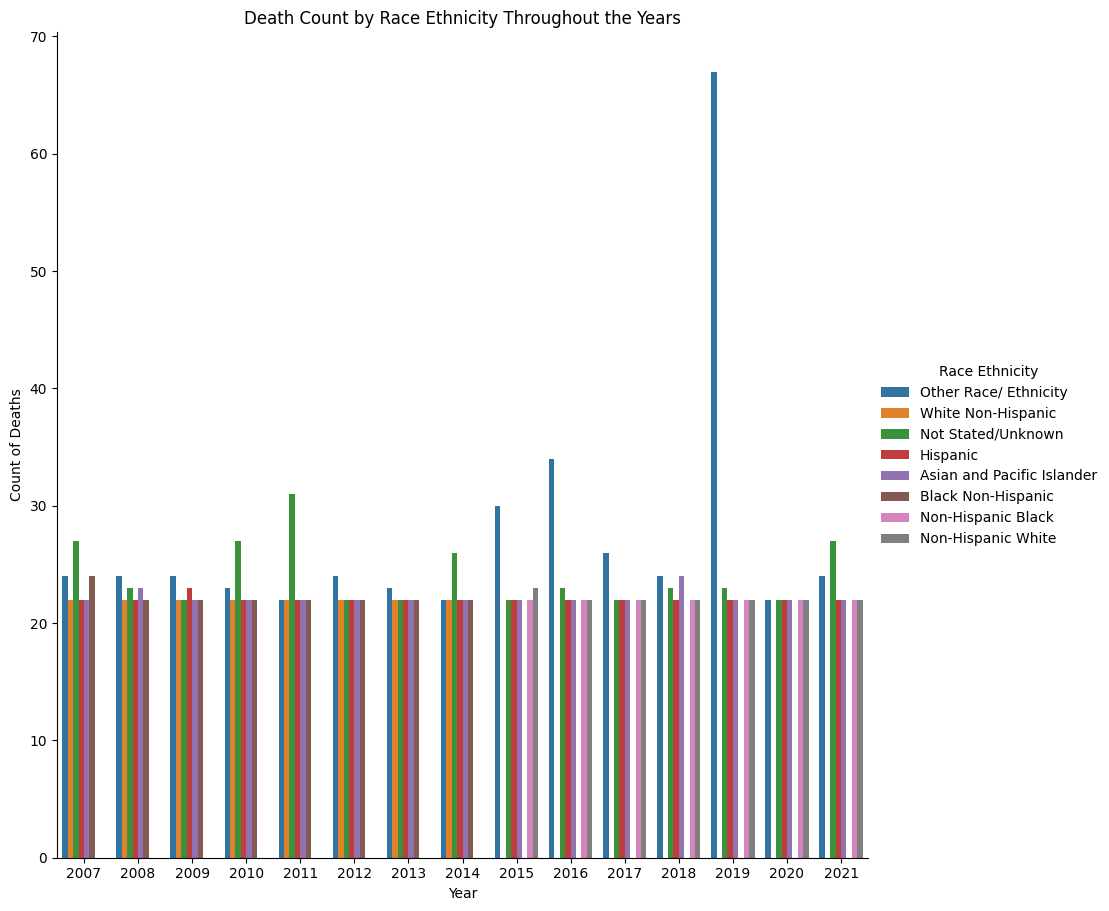 Death Count by Race Ethnicity Throughout the Years
70
60
50
40
30
20
10
0
Count of Deaths
2007 2008 2009 2010 2011 2012 2013 2014 2015 2016 2017 2018 2019 2020 2021
Year
Race Ethnicity
Other Race/ Ethnicity
White Non-Hispanic
Not Stated/Unknown
Hispanic
Asian and Pacific Islander
Black Non-Hispanic
Non-Hispanic Black
Non-Hispanic White